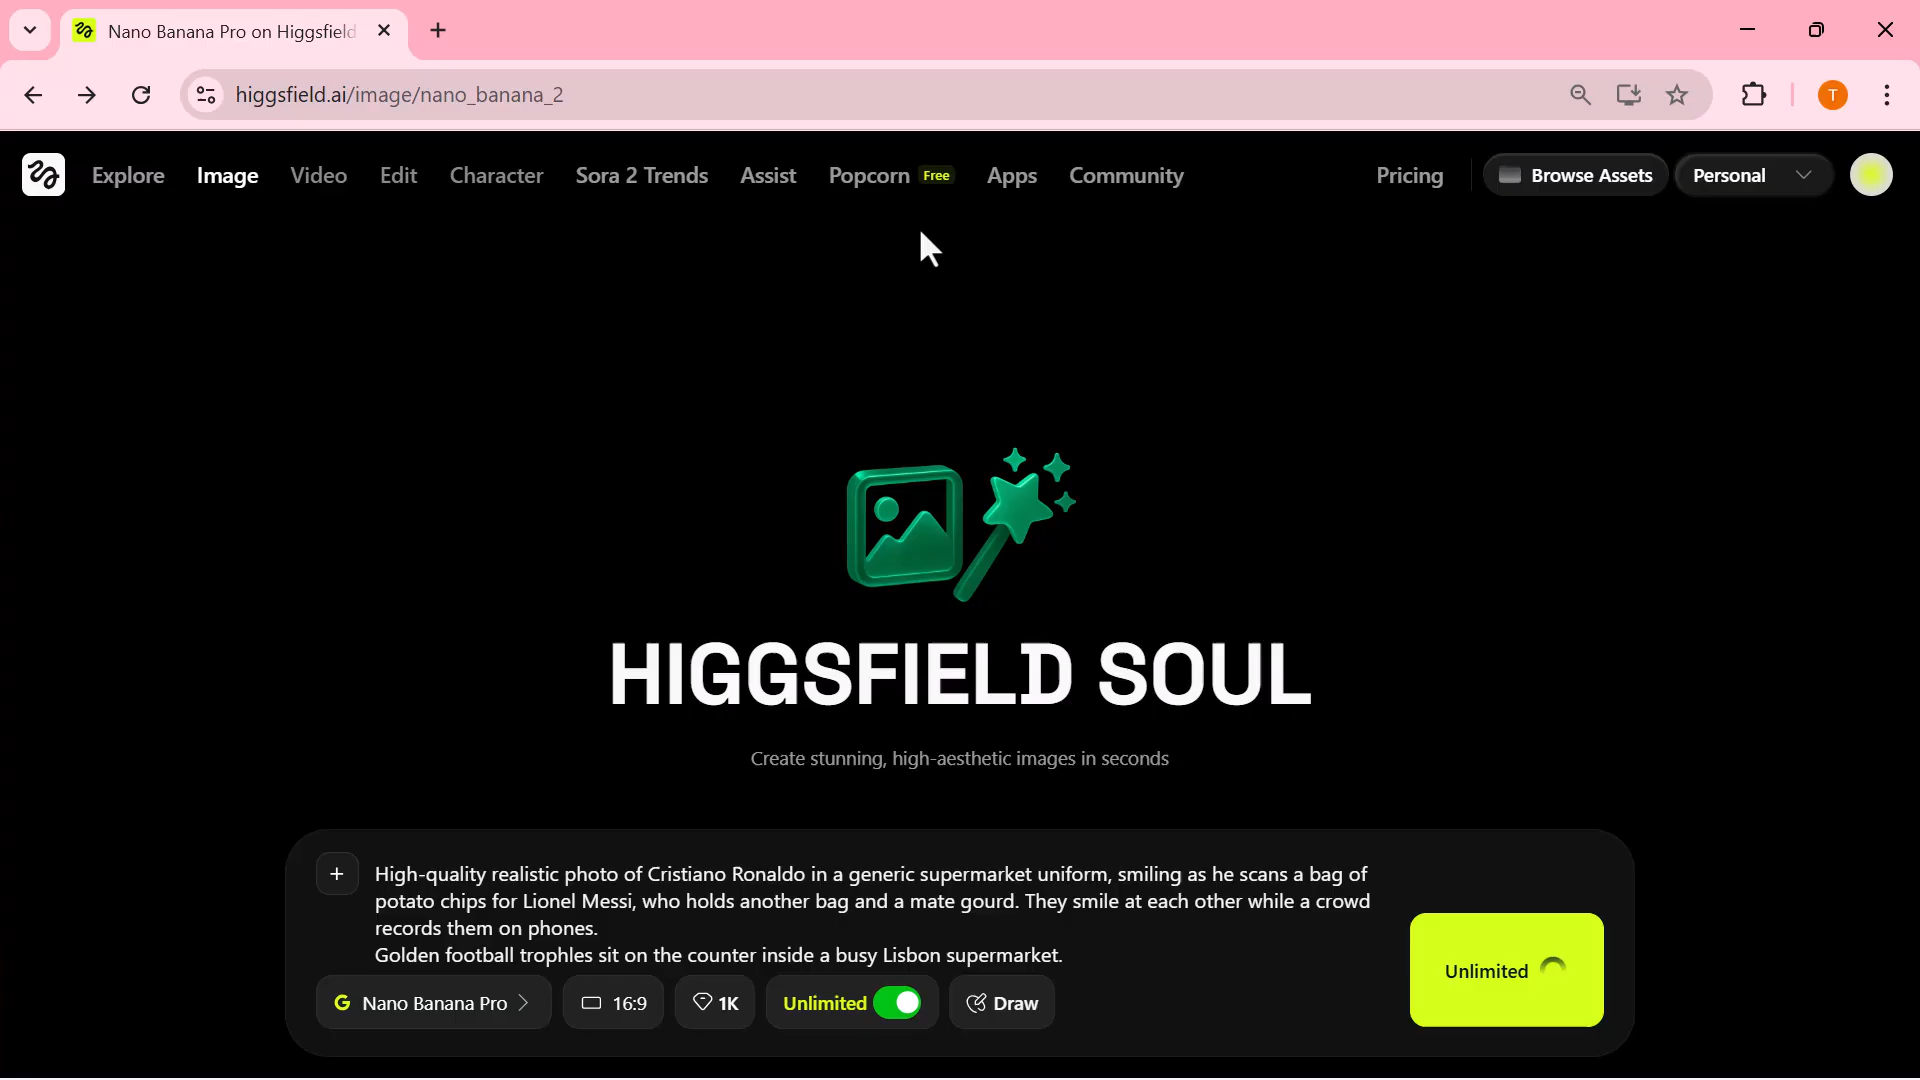 Nano Banana Pro on Higgsfield
higgsfield.ai/image/nano_banana_2
T
Explore Image Video Edit Character Sora 2 Trends Assist Popcorn Free Apps Community Pricing Browse Assets Personal
HIGGSFIELD SOUL
Create stunning, high-aesthetic images in seconds
High-quality realistic photo of Cristiano Ronaldo in a generic supermarket uniform, smiling as he scans a bag of
potato chips for Lionel Messi, who holds another bag and a mate gourd. They smile at each other while a crowd
records them on phones.
Golden football trophles sit on the counter inside a busy Lisbon supermarket.
Unlimited
G Nano Banana Pro 16:9 1K Unlimited Draw